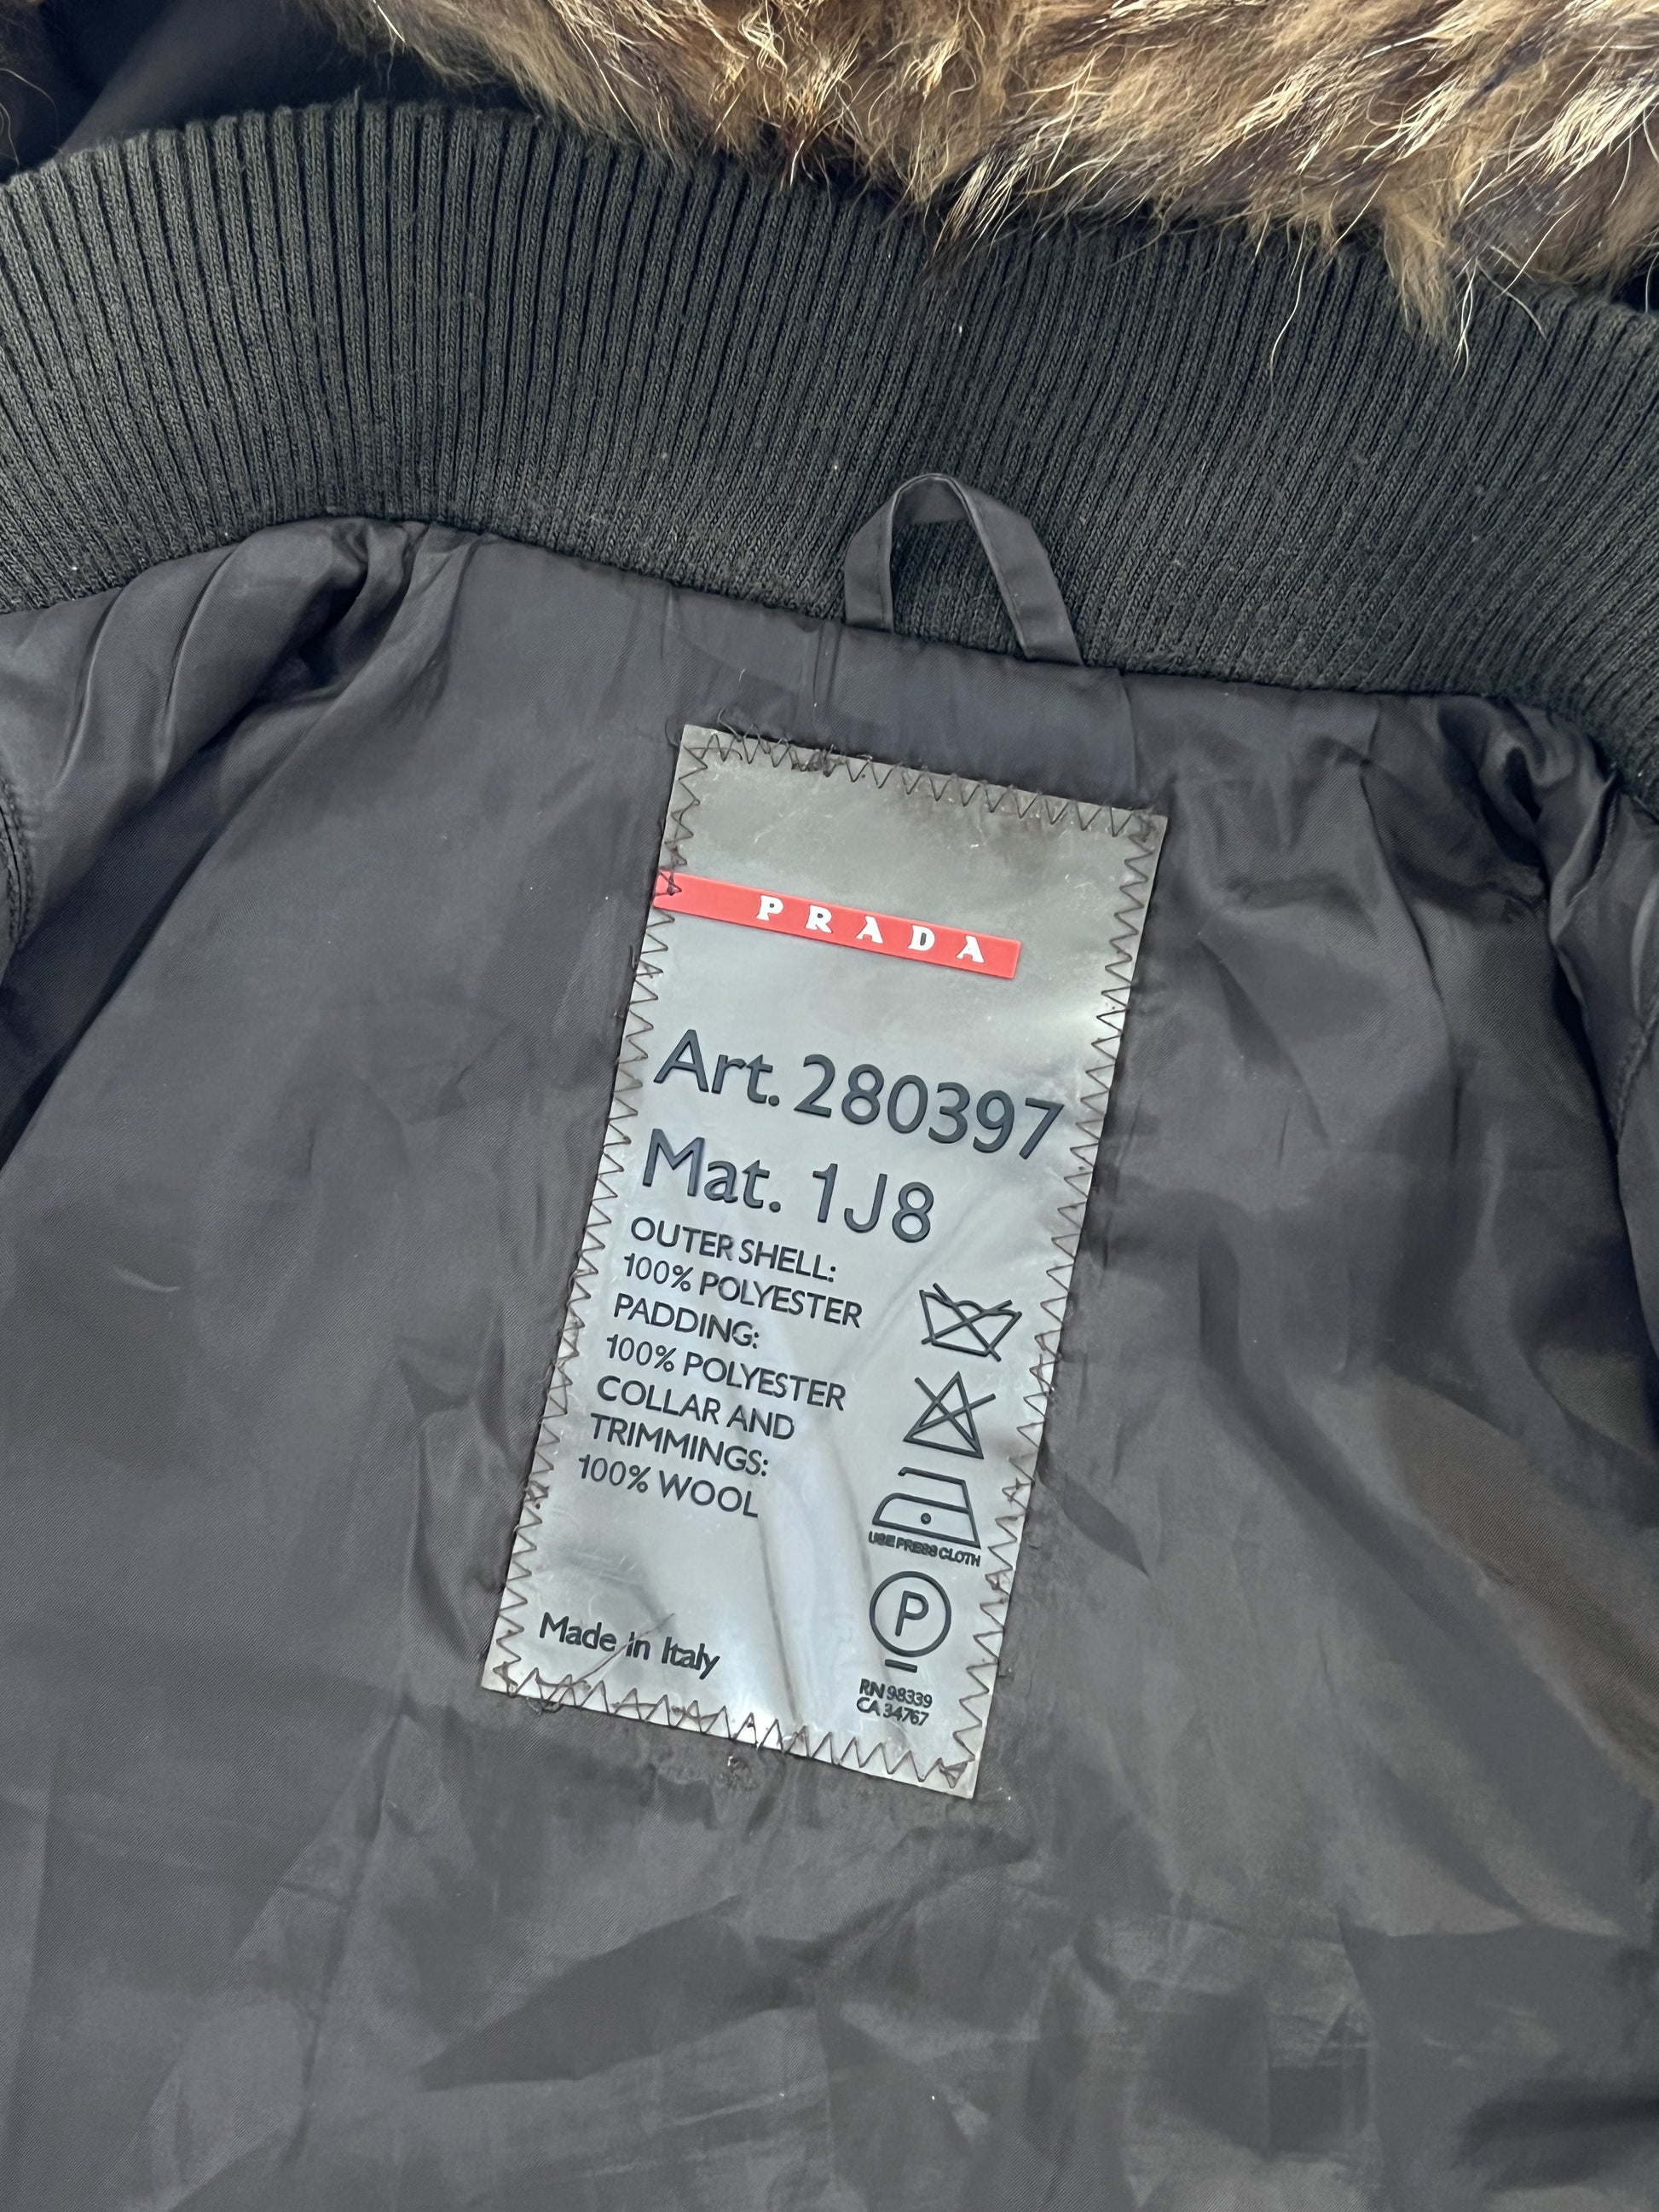 PRADA
Art. 280397
Mat. 1J8
OUTER SHELL:
100% POLYESTER
PADDING:
100% POLYESTER
COLLAR AND
TRIMMINGS:
100% WOOL
USE PRESS CLOTH
P
Made in Italy
RN 98339
CA 34767